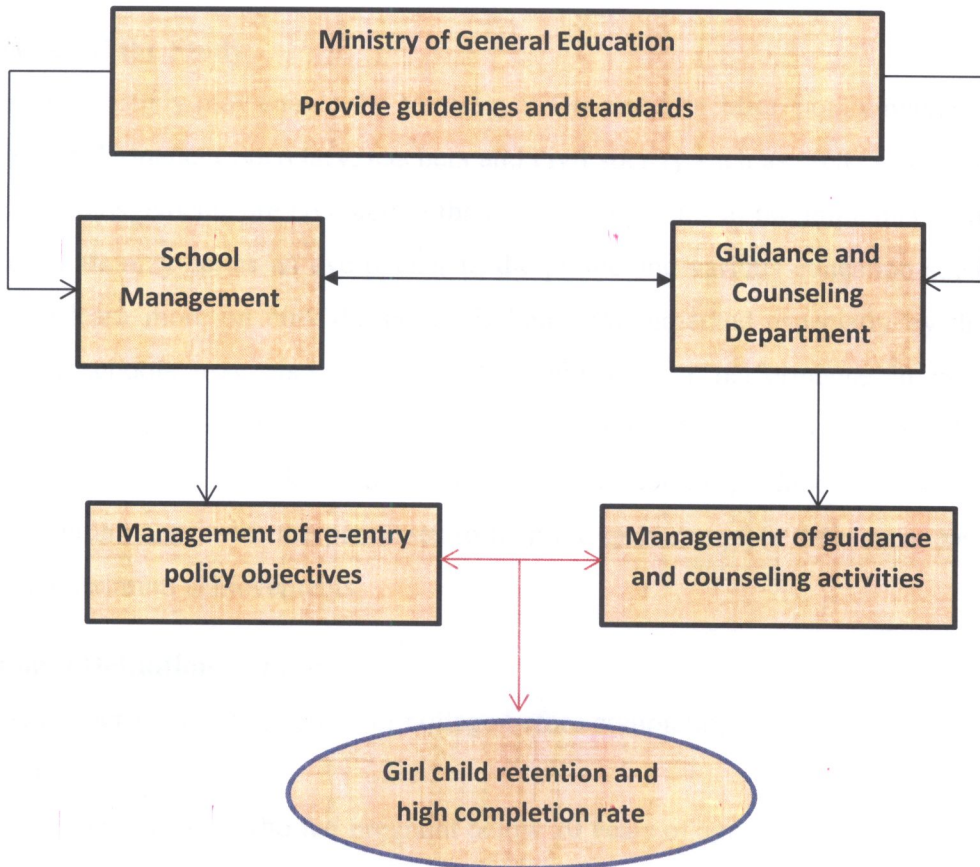 Ministry of General Education
Provide guidelines and standards
School
Management
Guidance and
Counseling
Department
Management of re-entry
policy objectives
Management of guidance
and counseling activities
Girl child retention and
high completion rate